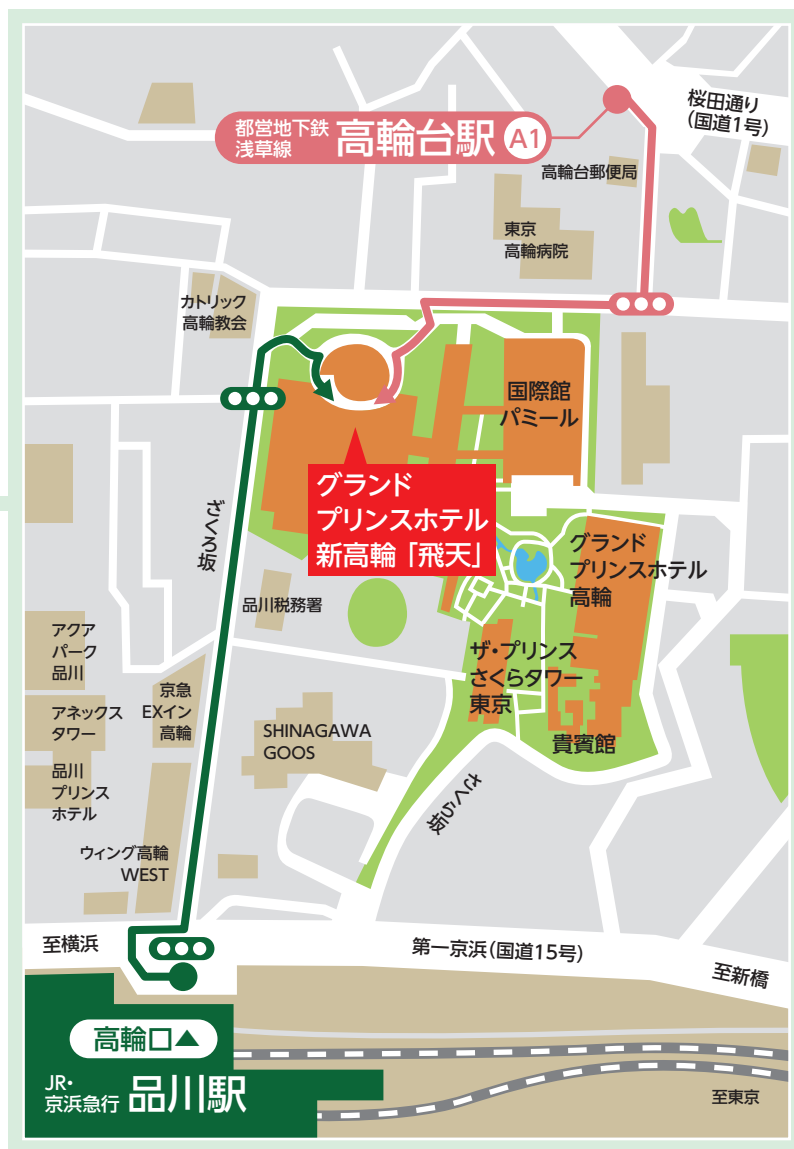 桜田通り
(国道1号)
都営地下鉄
浅草線
高輪台駅 A1
高輪台郵便局
東京
高輪病院
カトリック
高輪教会
国際館
パミール
グランド
プリンスホテル
新高輪「飛天」
ざくろ坂
グランド
プリンスホテル
高輪
品川税務署
アクア
パーク
品川
ザ・プリンス
さくらタワー
東京
京急
EXイン
高輪
アネックス
タワー
SHINAGAWA
GOOS
貴賓館
品川
プリンス
ホテル
さくら坂
ウィング高輪
WEST
至横浜
第一京浜(国道15号)
至新橋
高輪口▲
JR・
京浜急行
品川駅
至東京